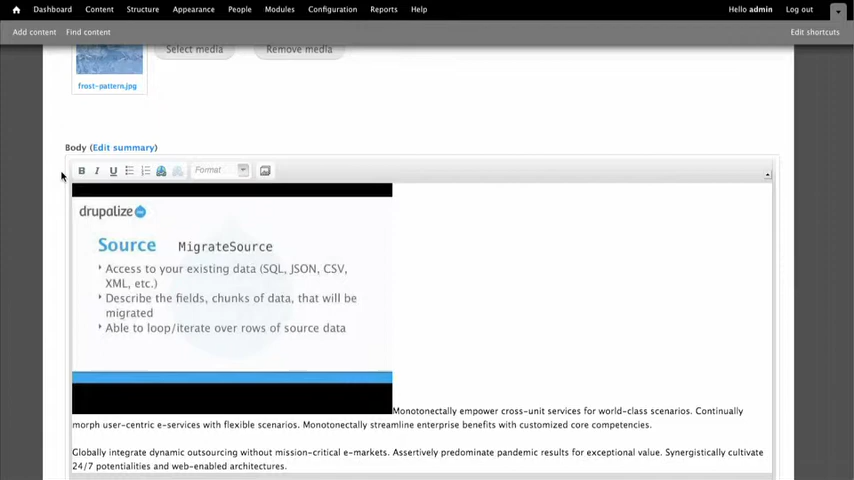 Dashboard Content Structure Appearance People Modules Configuration Reports Help Hello admin Log out
Add content Find content Edit shortcuts
Select media Remove media
frost-pattern.jpg
Body (Edit summary)
B I U Format
drupalize
Source MigrateSource
Access to your existing data (SQL, JSON, CSV,
XML, etc.)
Describe the fields, chunks of data, that will be
migrated
Able to loop/iterate over rows of source data
Monotonectally empower cross-unit services for world-class scenarios. Continually
morph user-centric e-services with flexible scenarios. Monotonectally streamline enterprise benefits with customized core competencies.
Globally integrate dynamic outsourcing without mission-critical e-markets. Assertively predominate pandemic results for exceptional value. Synergistically cultivate
24/7 potentialities and web-enabled architectures.